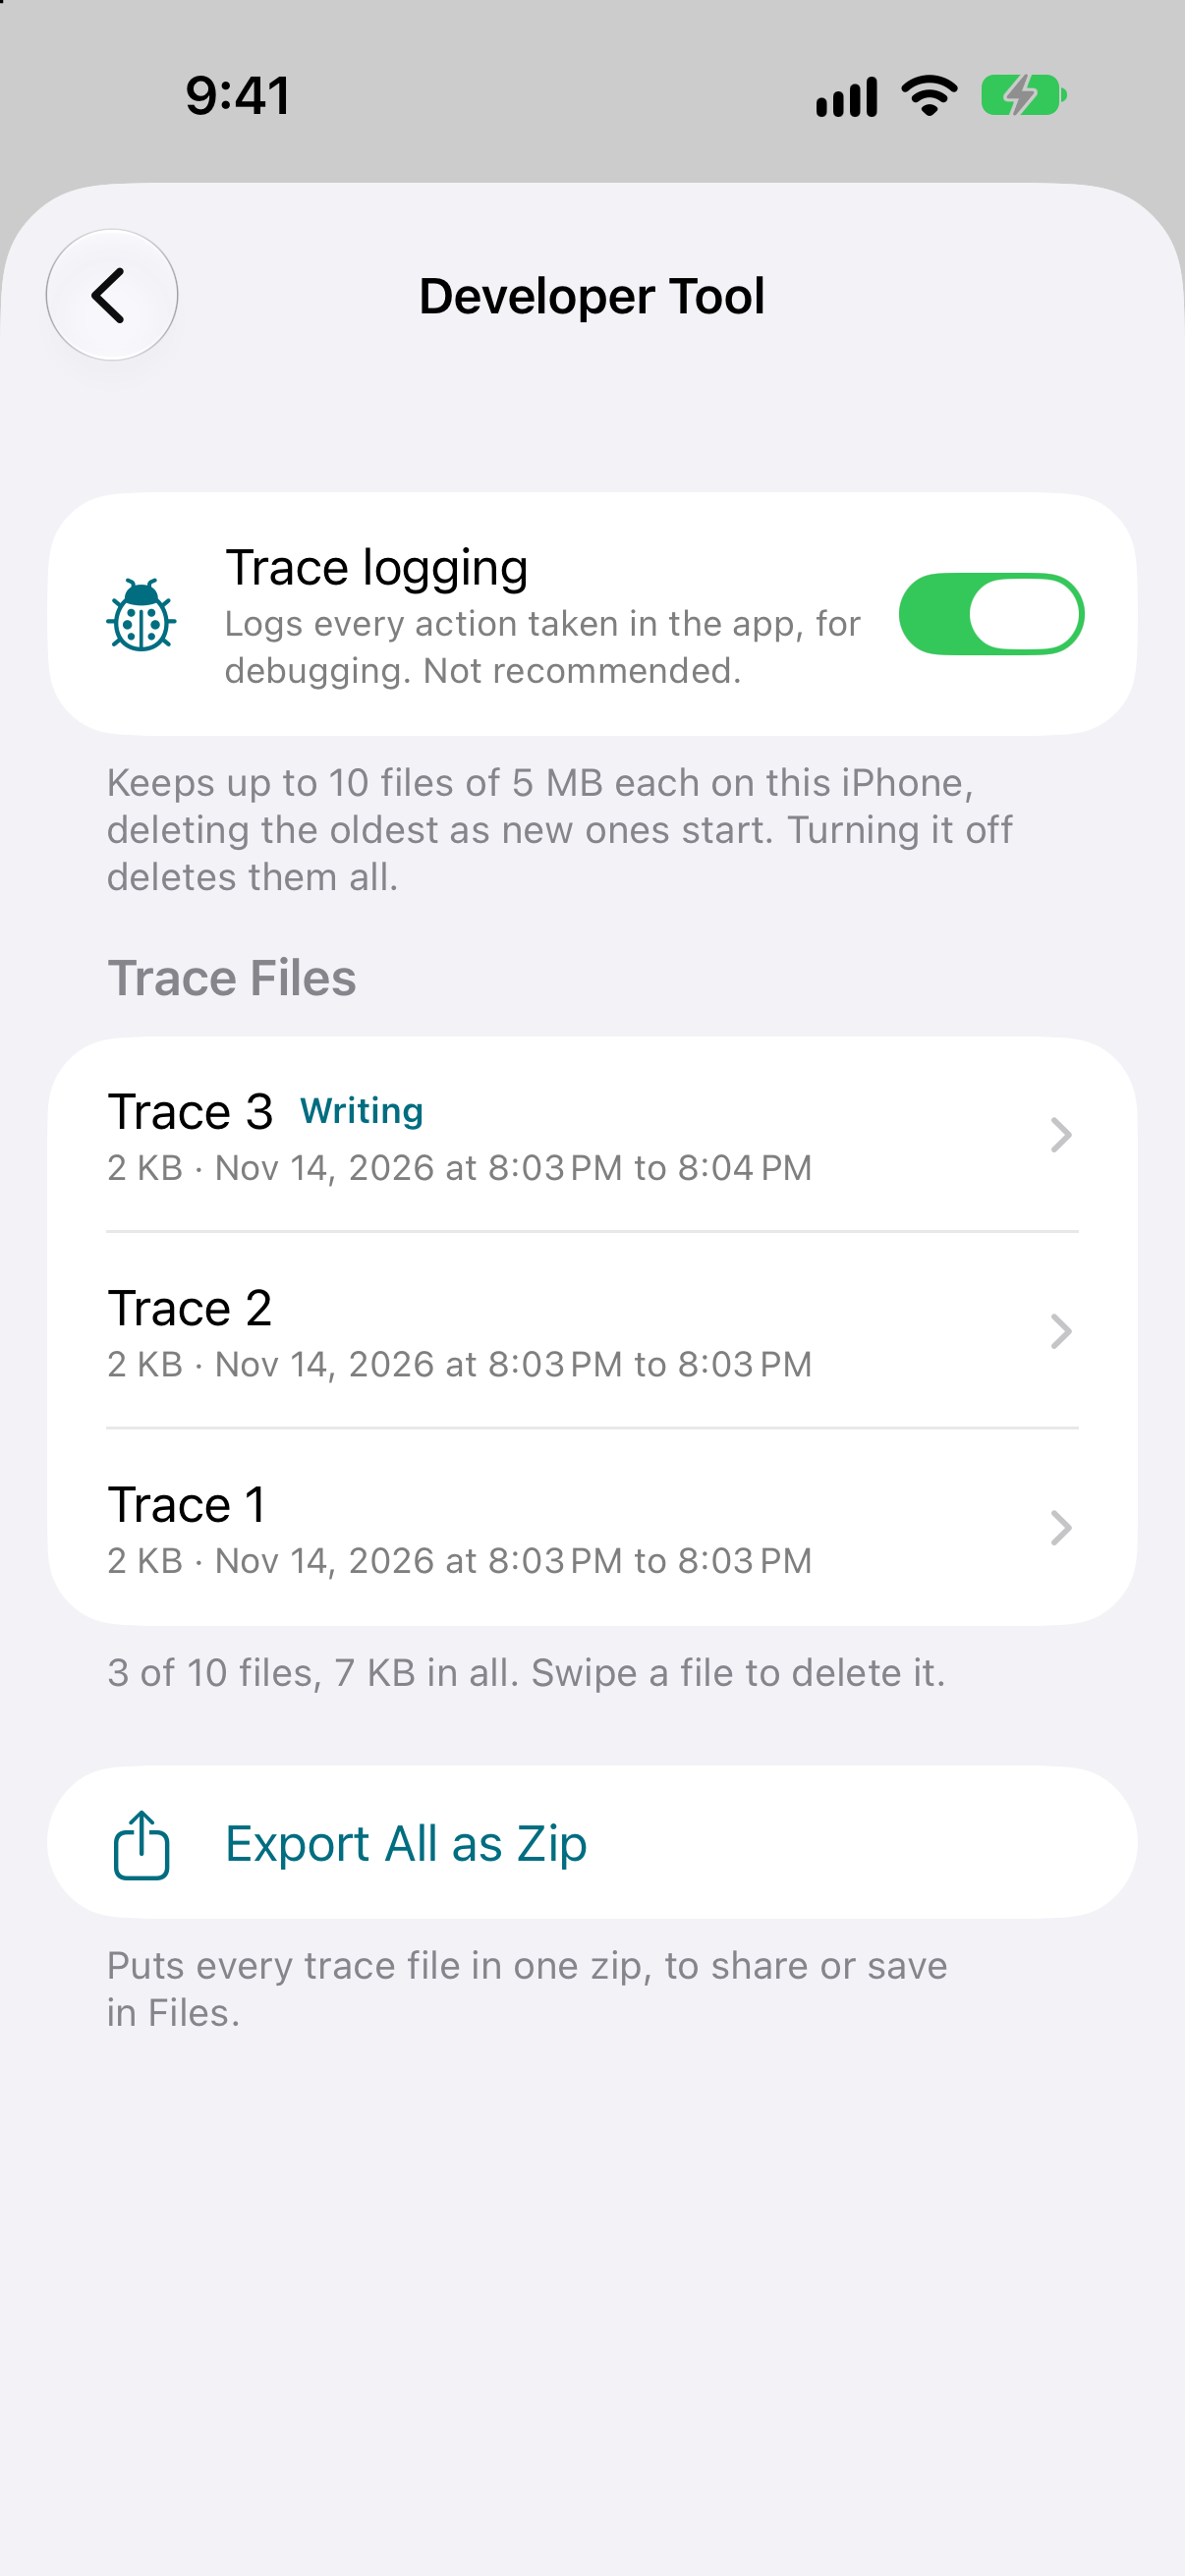 9:41
Developer Tool
Trace logging
Logs every action taken in the app, for
debugging. Not recommended.
Keeps up to 10 files of 5 MB each on this iPhone,
deleting the oldest as new ones start. Turning it off
deletes them all.
Trace Files
Trace 3 Writing
2 KB · Nov 14, 2026 at 8:03 PM to 8:04 PM
Trace 2
2 KB · Nov 14, 2026 at 8:03 PM to 8:03 PM
Trace 1
2 KB · Nov 14, 2026 at 8:03 PM to 8:03 PM
3 of 10 files, 7 KB in all. Swipe a file to delete it.
Export All as Zip
Puts every trace file in one zip, to share or save
in Files.